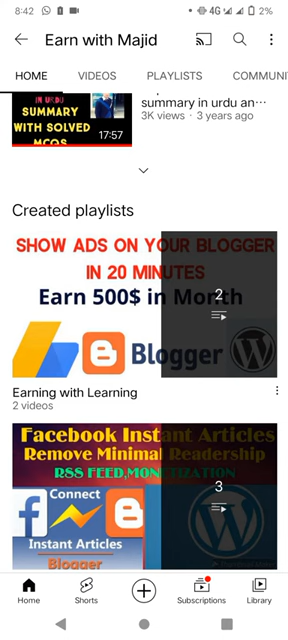 8:42
4G
2%
Earn with Majid
HOME
VIDEOS
PLAYLISTS
COMMUNI
IN URDU
SUMMARY
WITH SOLVED
MCQS
17:57
summary in urdu an...
3K views · 3 years ago
Created playlists
SHOW ADS ON YOUR BLOGGER
IN 20 MINUTES
Earn 500$ in Month
2
Blogger
Earning with Learning
2 videos
Facebook Instant Articles
Remove Minimal Readership
RSS FEED,MONETIZATION
3
Connect
Instant Articles
Blogger
Home
Shorts
Subscriptions
Library